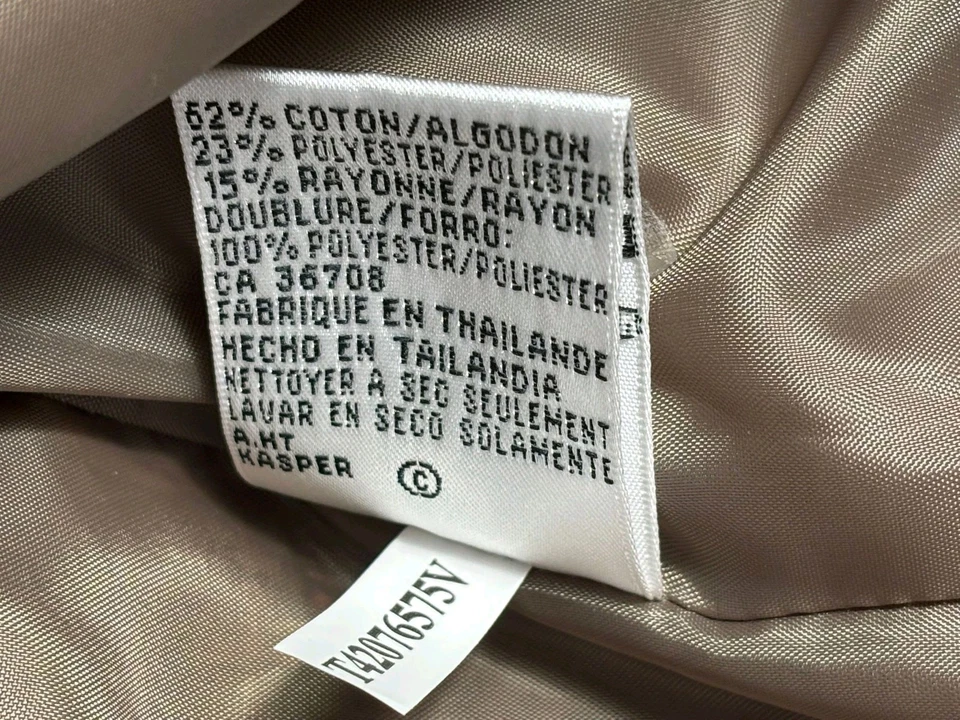 62% COTON/ALGODON
23% POLYESTER/POLIESTER
15% RAYONNE/RAYON
DOUBLURE/FORRO:
100% POLYESTER/POLIESTER
CA 36708
FABRIQUE EN THAILANDE
HECHO EN TAILANDIA
NETTOYER A SEC SEULEMENT
LAVAR EN SECO SOLAMENTE
A.HT
KASPER ©
IT42076575V